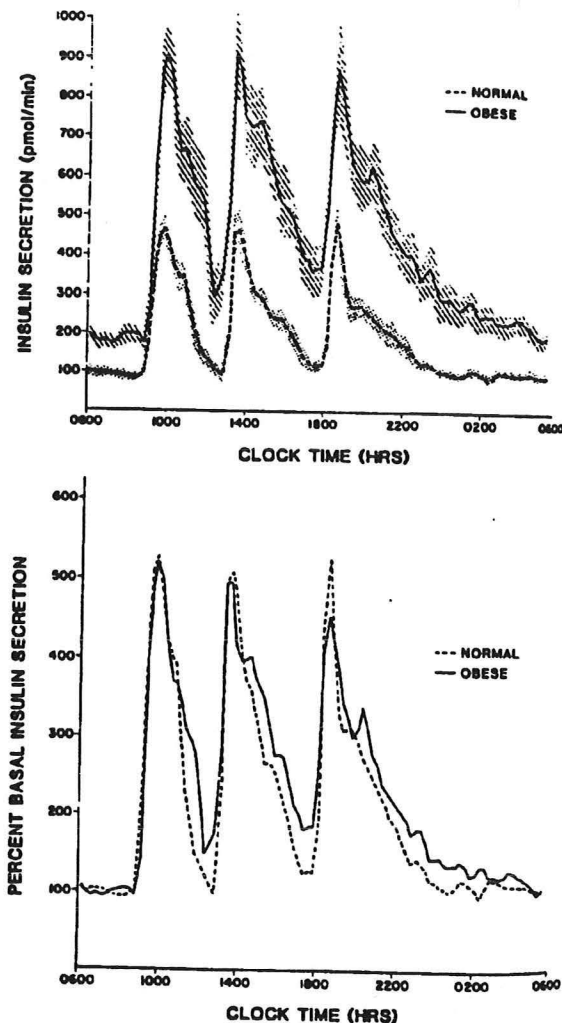 1000
900
800
700
600
500
400
300
200
100
INSULIN SECRETION (pmol/min)
---- NORMAL
— OBESE
0600 1000 1400 1800 2200 0200 0600
CLOCK TIME (HRS)
600
500
400
300
200
100
PERCENT BASAL INSULIN SECRETION
---- NORMAL
— OBESE
0600 1000 1400 1800 2200 0200 0600
CLOCK TIME (HRS)